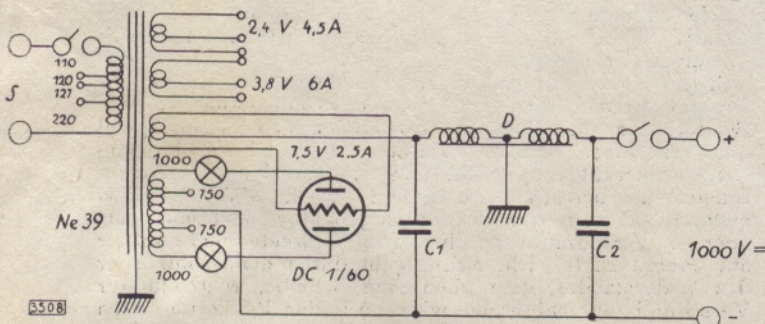 2,4 V 4,5 A
110
120
127
220
S
3,8 V 6A
D
+
7,5 V 2,5A
1000
750
750
1000
Ne 39
DC 1/60
C1
C2
1000 V =
-
3508